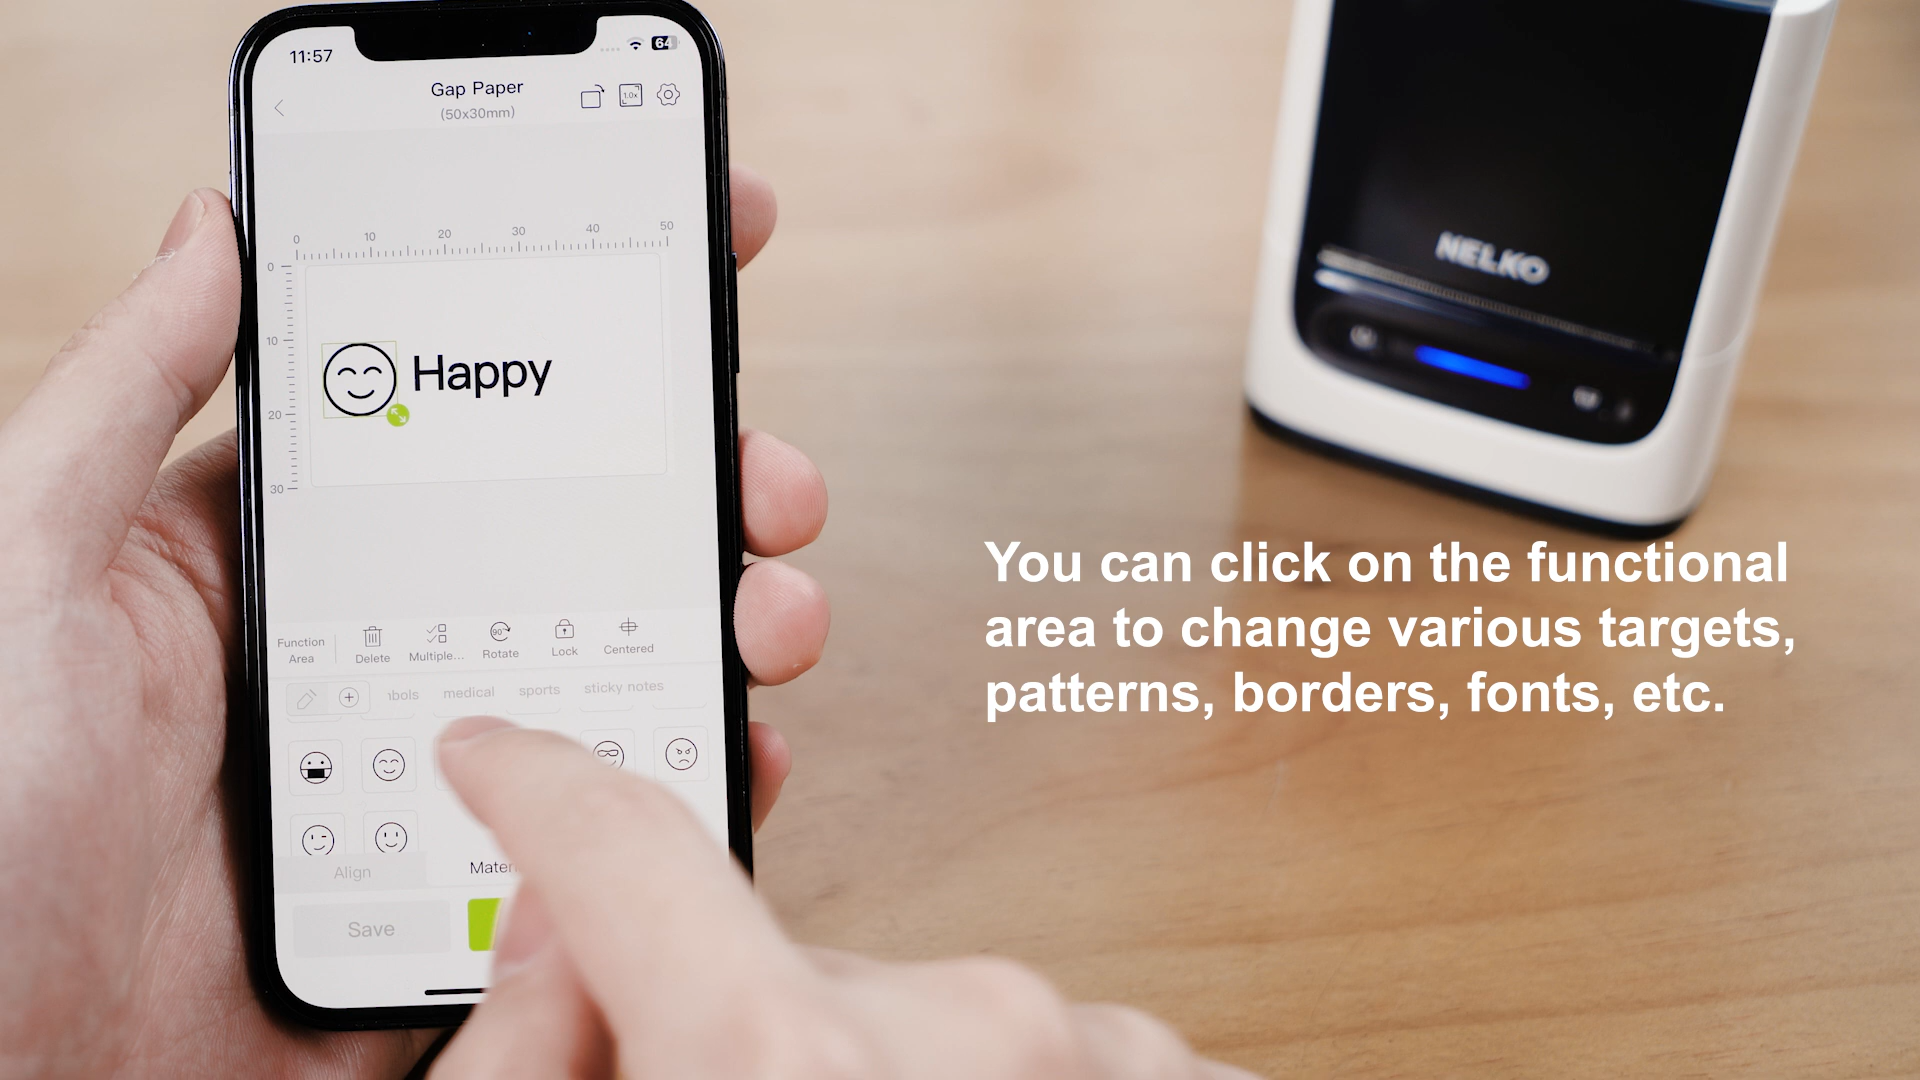 11:57
64
Gap Paper
(50x30mm)
1.0x
0 10 20 30 40 50
0
10
20
30
Happy
Function
Area
Delete
Multiple...
90°
Rotate
Lock
Centered
medical
sports
sticky notes
Align
Save
NELKO
You can click on the functional
area to change various targets,
patterns, borders, fonts, etc.